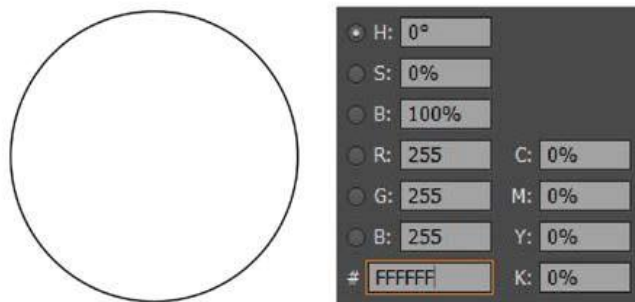 H: 0°
S: 0%
B: 100%
R: 255 C: 0%
G: 255 M: 0%
B: 255 Y: 0%
# FFFFFF K: 0%